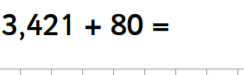 3,421 + 80 =